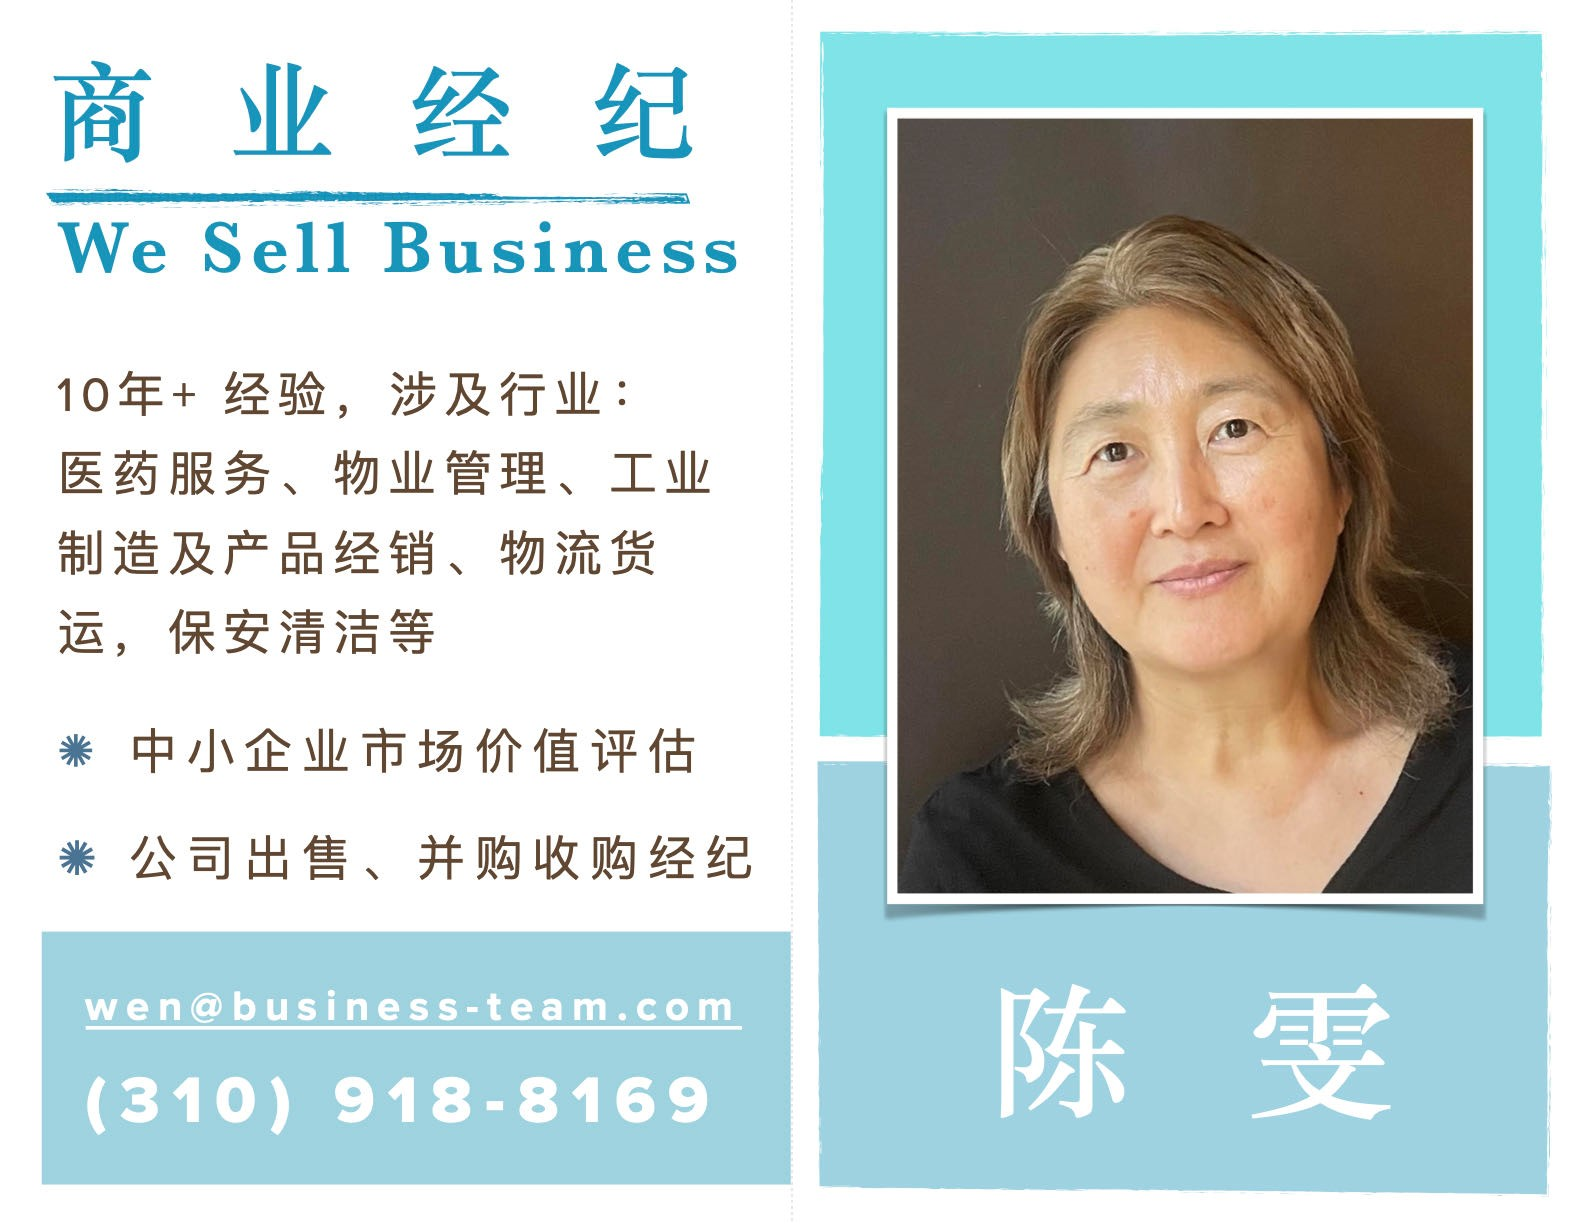 商业经纪
We Sell Business
10年+ 经验，涉及行业：
医药服务、物业管理、工业
制造及产品经销、物流货
运，保安清洁等
中小企业市场价值评估
公司出售、并购收购经纪
wen@business-team.com
(310) 918-8169
陈雯